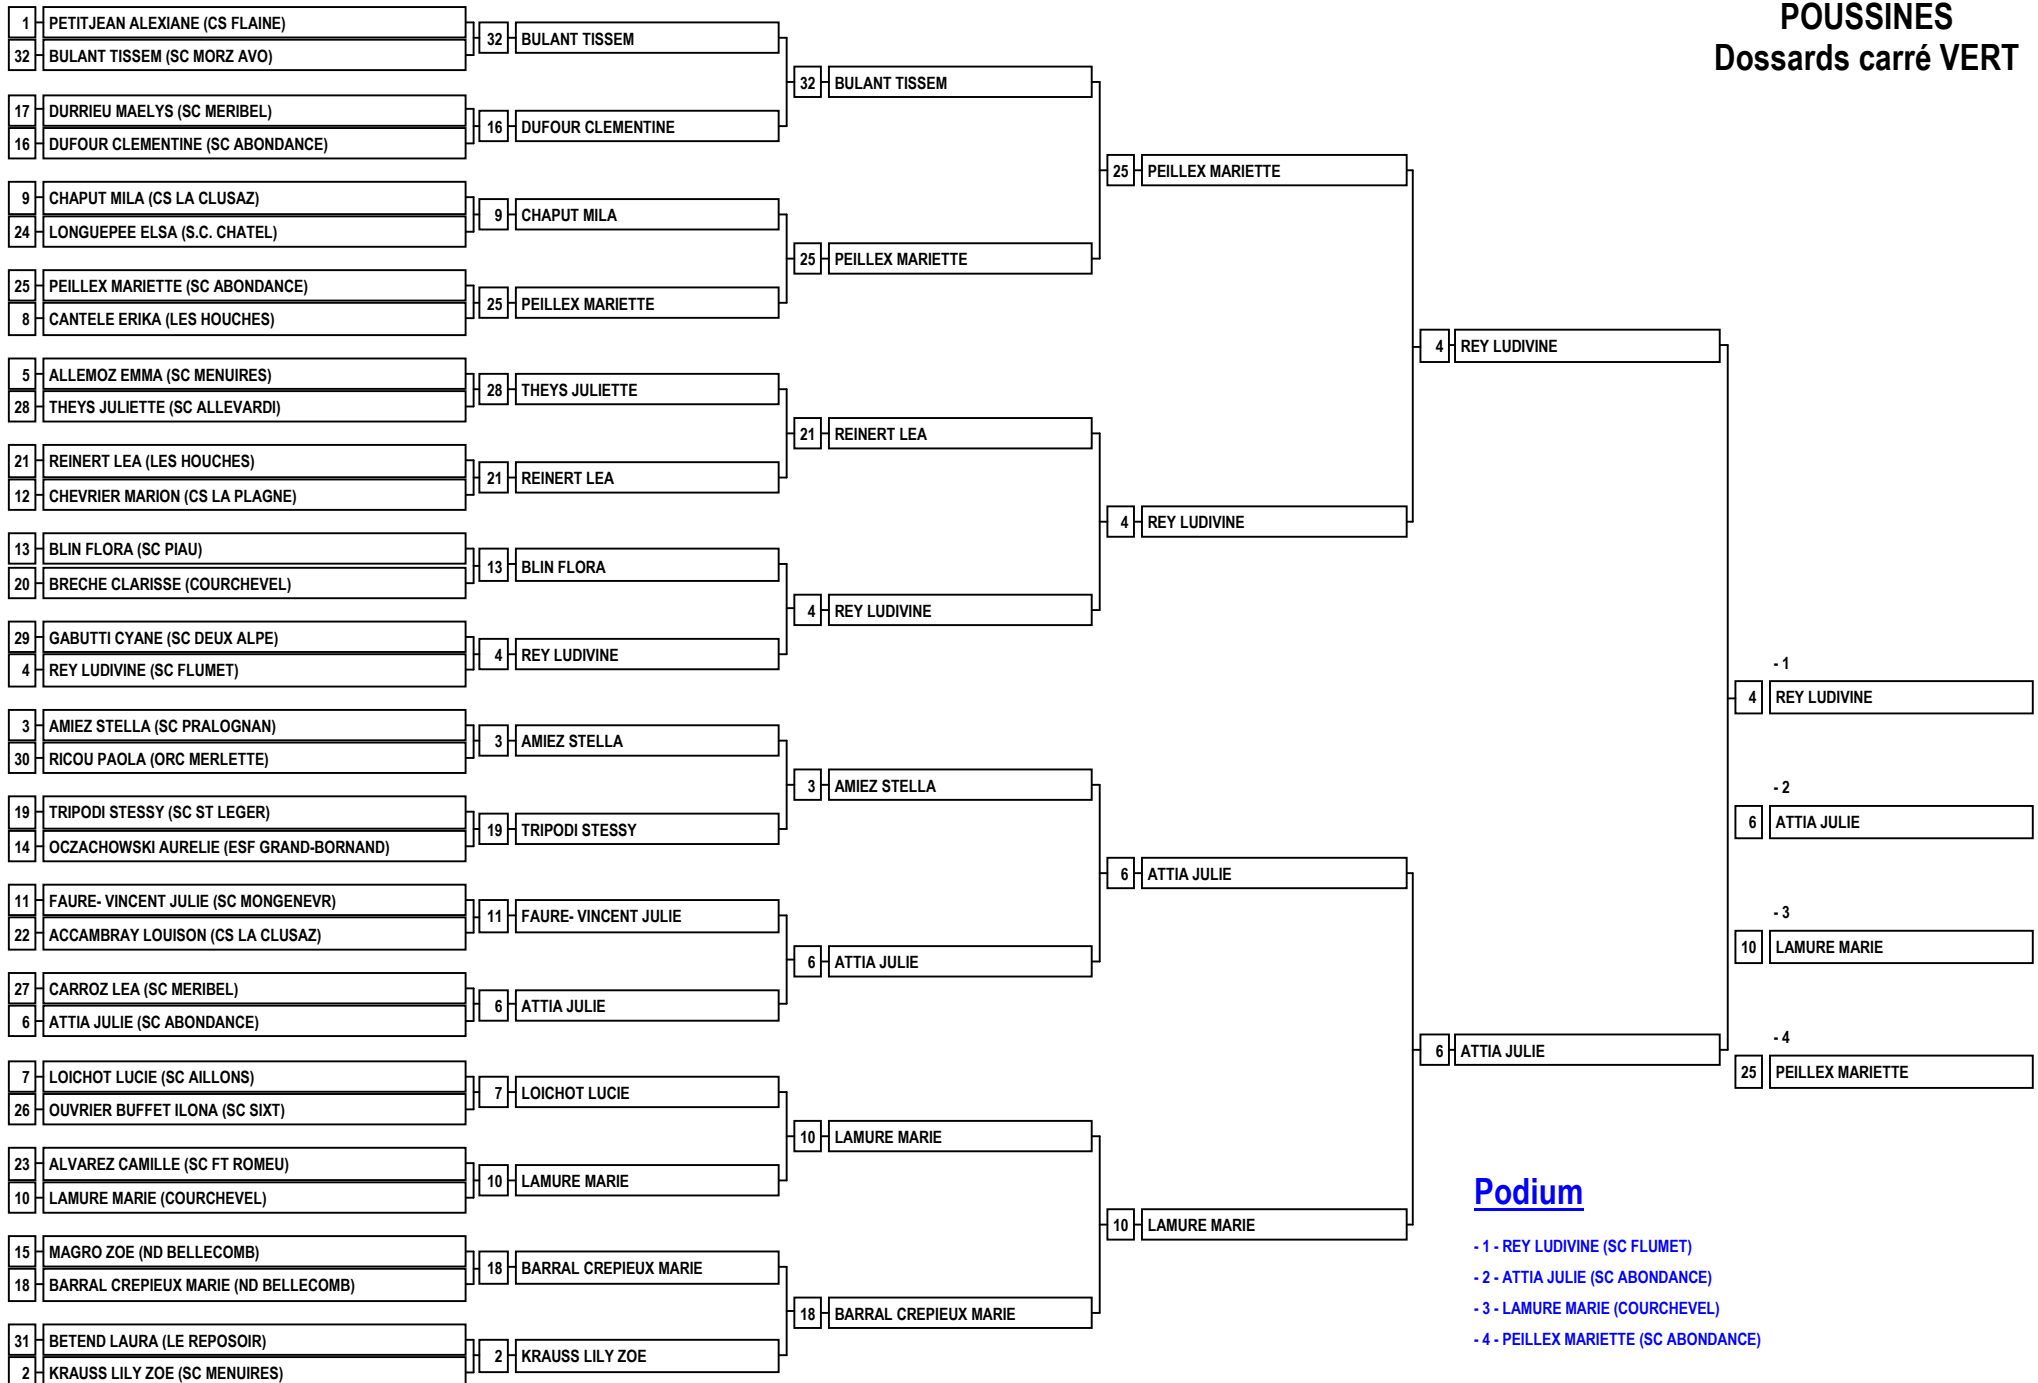 POUSSINES
Dossards carré VERT
1 PETITJEAN ALEXIANE (CS FLAINE)
32 BULANT TISSEM (SC MORZ AVO)
17 DURRIEU MAELYS (SC MERIBEL)
16 DUFOUR CLEMENTINE (SC ABONDANCE)
9 CHAPUT MILA (CS LA CLUSAZ)
24 LONGUEPEE ELSA (S.C. CHATEL)
25 PEILLEX MARIETTE (SC ABONDANCE)
8 CANTELE ERIKA (LES HOUCHES)
5 ALLEMOZ EMMA (SC MENUIRES)
28 THEYS JULIETTE (SC ALLEVARDI)
21 REINERT LEA (LES HOUCHES)
12 CHEVRIER MARION (CS LA PLAGNE)
13 BLIN FLORA (SC PIAU)
20 BRECHE CLARISSE (COURCHEVEL)
29 GABUTTI CYANE (SC DEUX ALPE)
4 REY LUDIVINE (SC FLUMET)
3 AMIEZ STELLA (SC PRALOGNAN)
30 RICOU PAOLA (ORC MERLETTE)
19 TRIPODI STESSY (SC ST LEGER)
14 OCZACHOWSKI AURELIE (ESF GRAND-BORNAND)
11 FAURE- VINCENT JULIE (SC MONGENEVR)
22 ACCAMBRAY LOUISON (CS LA CLUSAZ)
27 CARROZ LEA (SC MERIBEL)
6 ATTIA JULIE (SC ABONDANCE)
7 LOICHOT LUCIE (SC AILLONS)
26 OUVRIER BUFFET ILONA (SC SIXT)
23 ALVAREZ CAMILLE (SC FT ROMEU)
10 LAMURE MARIE (COURCHEVEL)
15 MAGRO ZOE (ND BELLECOMB)
18 BARRAL CREPIEUX MARIE (ND BELLECOMB)
31 BETEND LAURA (LE REPOSOIR)
2 KRAUSS LILY ZOE (SC MENUIRES)
32 BULANT TISSEM
16 DUFOUR CLEMENTINE
9 CHAPUT MILA
25 PEILLEX MARIETTE
28 THEYS JULIETTE
21 REINERT LEA
13 BLIN FLORA
4 REY LUDIVINE
3 AMIEZ STELLA
19 TRIPODI STESSY
11 FAURE- VINCENT JULIE
6 ATTIA JULIE
7 LOICHOT LUCIE
10 LAMURE MARIE
18 BARRAL CREPIEUX MARIE
2 KRAUSS LILY ZOE
32 BULANT TISSEM
25 PEILLEX MARIETTE
21 REINERT LEA
4 REY LUDIVINE
3 AMIEZ STELLA
6 ATTIA JULIE
10 LAMURE MARIE
18 BARRAL CREPIEUX MARIE
25 PEILLEX MARIETTE
4 REY LUDIVINE
6 ATTIA JULIE
10 LAMURE MARIE
4 REY LUDIVINE
6 ATTIA JULIE
- 1
4 REY LUDIVINE
- 2
6 ATTIA JULIE
- 3
10 LAMURE MARIE
- 4
25 PEILLEX MARIETTE
Podium
- 1 - REY LUDIVINE (SC FLUMET)
- 2 - ATTIA JULIE (SC ABONDANCE)
- 3 - LAMURE MARIE (COURCHEVEL)
- 4 - PEILLEX MARIETTE (SC ABONDANCE)